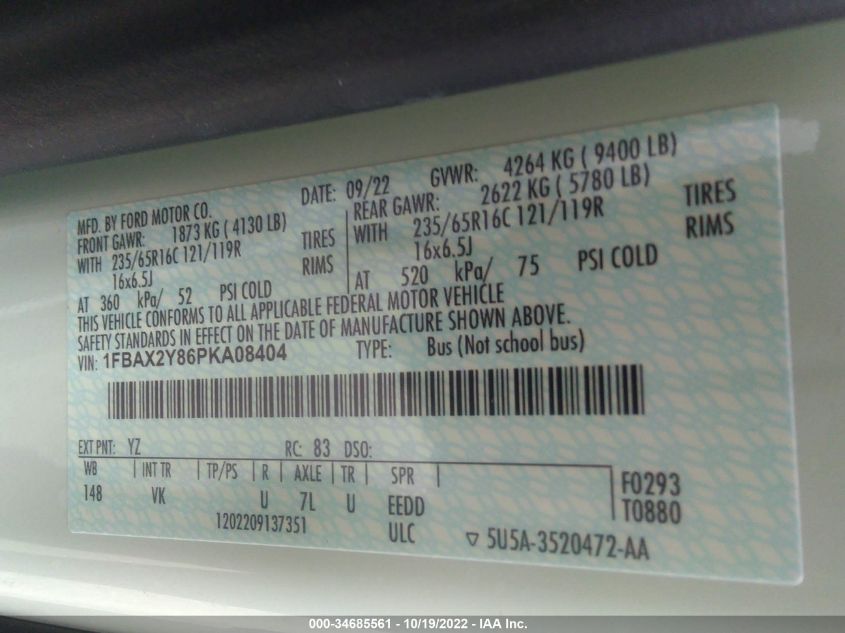 MFD. BY FORD MOTOR CO. DATE: 09/22 GVWR: 4264 KG ( 9400 LB)
FRONT GAWR: 1873 KG ( 4130 LB) REAR GAWR: 2622 KG ( 5780 LB)
WITH 235/65R16C 121/119R TIRES WITH 235/65R16C 121/119R TIRES
16x6.5J RIMS 16x6.5J RIMS
AT 360 kPa/ 52 PSI COLD AT 520 kPa/ 75 PSI COLD
THIS VEHICLE CONFORMS TO ALL APPLICABLE FEDERAL MOTOR VEHICLE
SAFETY STANDARDS IN EFFECT ON THE DATE OF MANUFACTURE SHOWN ABOVE.
VIN: 1FBAX2Y86PKA08404 TYPE: Bus (Not school bus)
EXT PNT: YZ RC: 83 DSO:
WB INT TR TP/PS R AXLE TR SPR F0293
148 VK U 7L U EEDD T0880
1202209137351 ULC ▽ 5U5A-3520472-AA
000-34685561 - 10/19/2022 - IAA Inc.